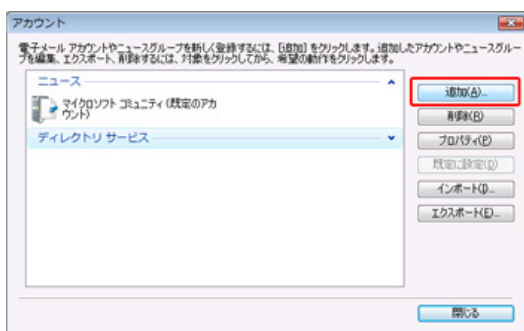 アカウント
電子メール アカウントやニュースグループを新しく登録するには、[追加] をクリックします。追加したアカウントやニュースグルー
プを編集、エクスポート、削除するには、対象をクリックしてから、希望の動作をクリックします。
ニュース
マイクロソフト コミュニティ (既定のアカ
ウント)
ディレクトリ サービス
追加(A)...
削除(R)
プロパティ(P)
既定に設定(D)
インポート(I)...
エクスポート(E)...
閉じる